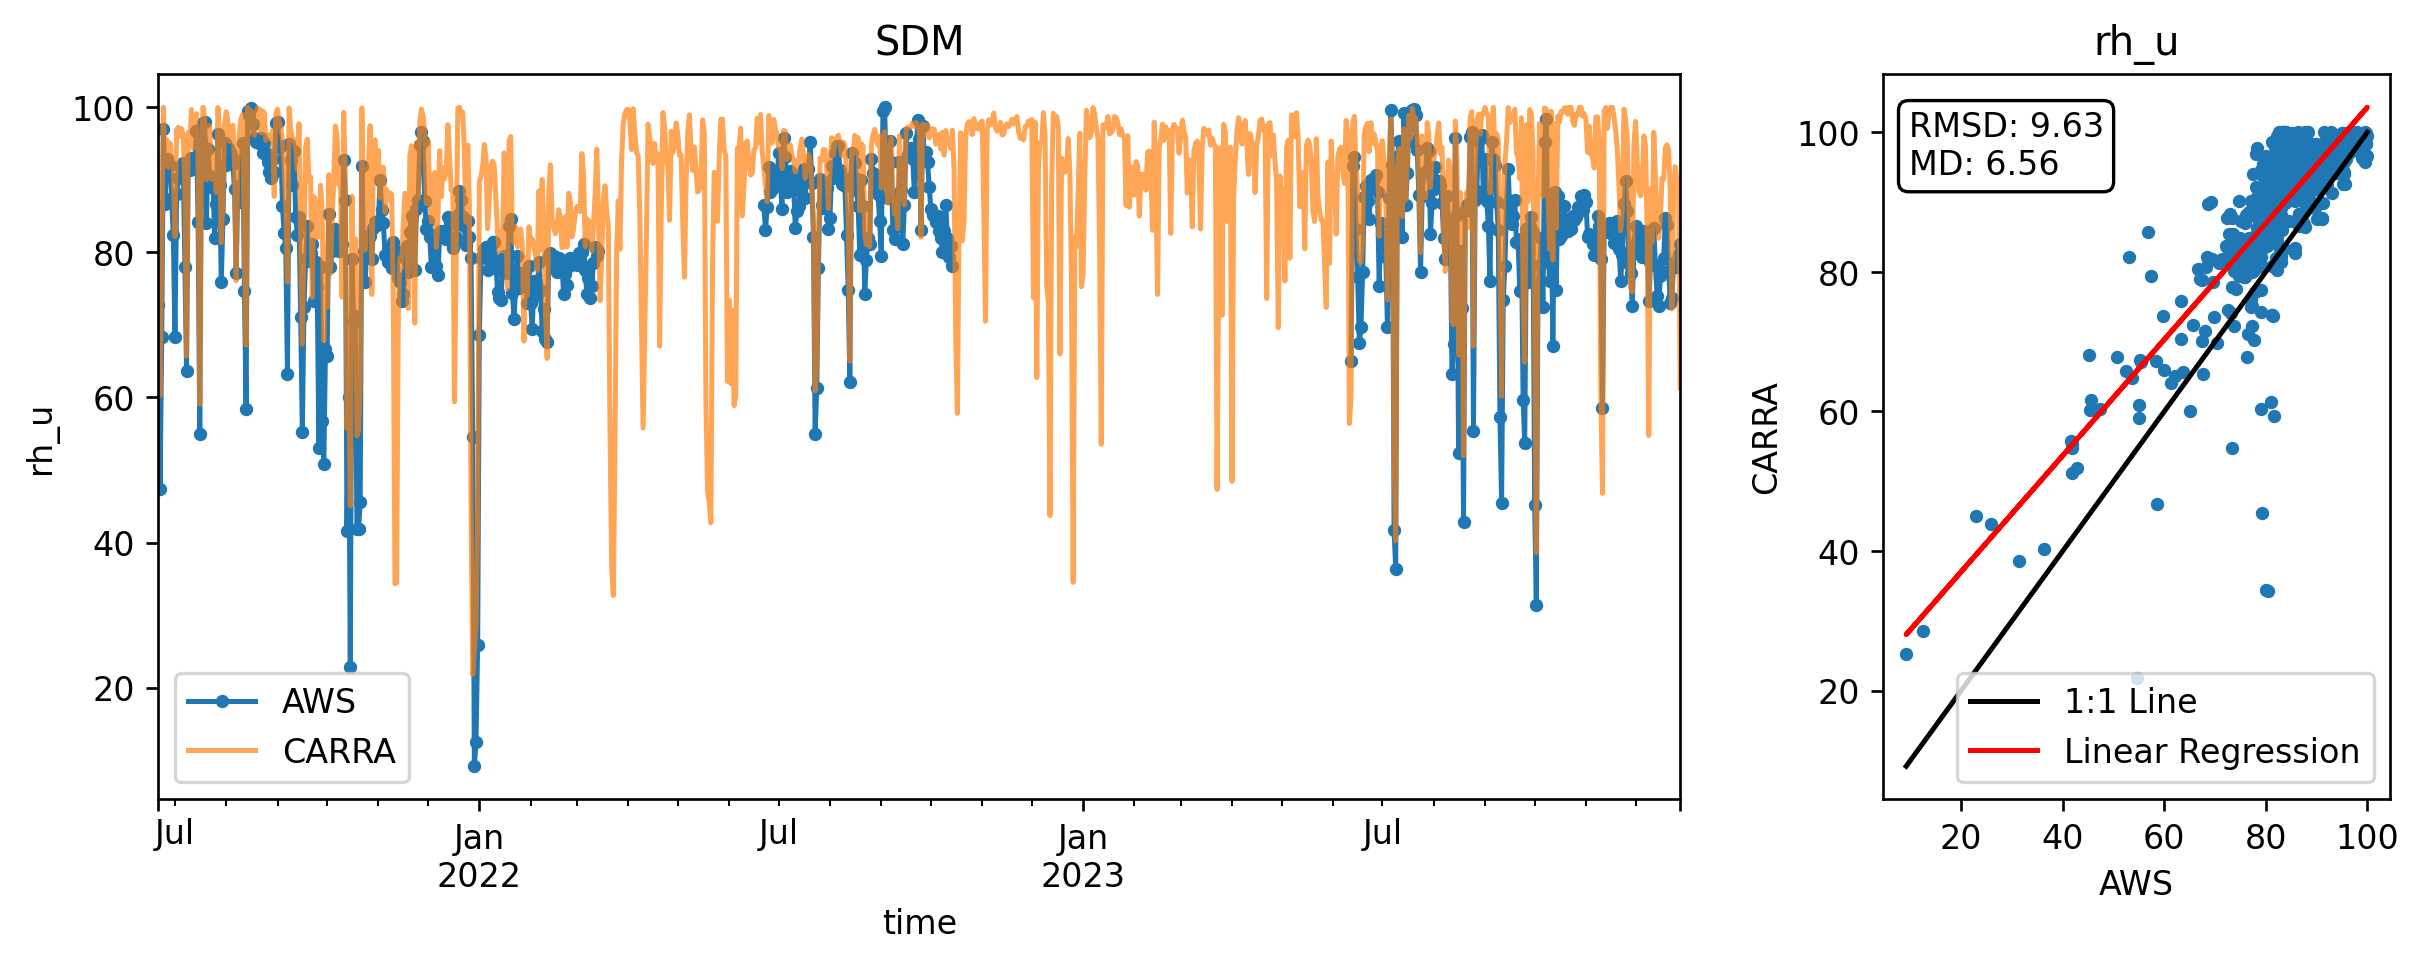 SDM
rh_u
100
80
60
40
20
AWS
CARRA
Jul
Jan
2022
Jul
Jan
2023
Jul
time
rh_u
RMSD: 9.63
MD: 6.56
CARRA
100
80
60
40
20
1:1 Line
Linear Regression
20
40
60
80
100
AWS